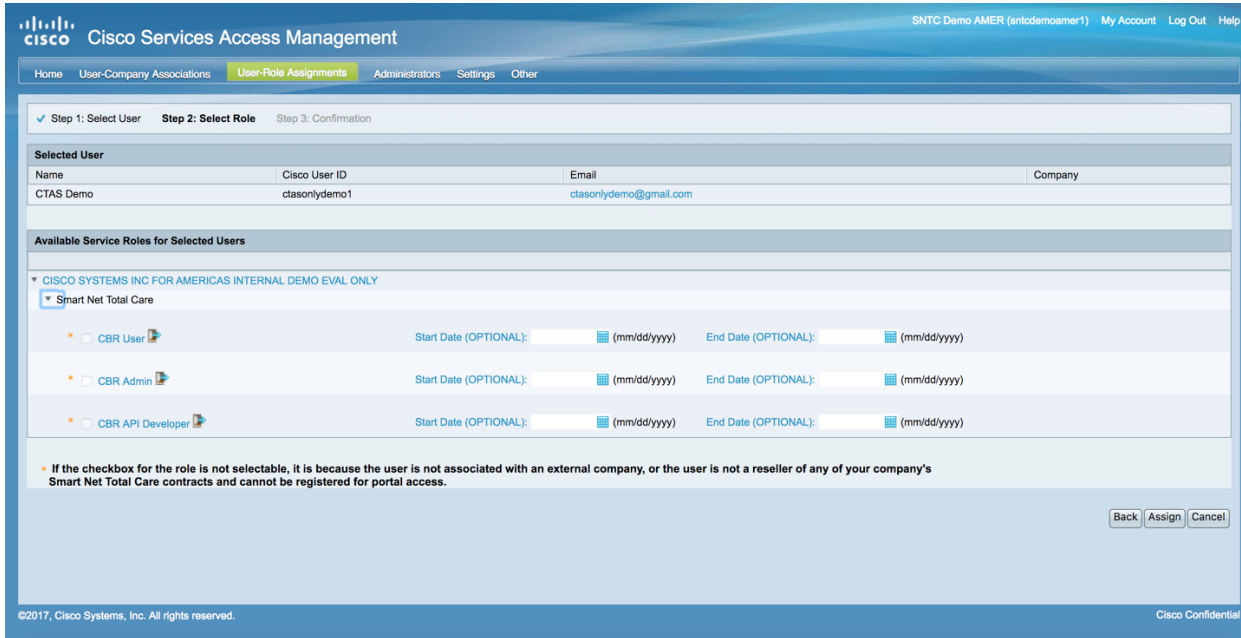 SNTC Demo AMER (sntcdemoamer1) My Account Log Out Help
CISCO Cisco Services Access Management
Home User-Company Associations User-Role Assignments Administrators Settings Other
Step 1: Select User Step 2: Select Role Step 3: Confirmation
Selected User
Name Cisco User ID Email Company
CTAS Demo ctasonlydemo1 ctasonlydemo@gmail.com
Available Service Roles for Selected Users
CISCO SYSTEMS INC FOR AMERICAS INTERNAL DEMO EVAL ONLY
Smart Net Total Care
* CBR User Start Date (OPTIONAL): (mm/dd/yyyy) End Date (OPTIONAL): (mm/dd/yyyy)
* CBR Admin Start Date (OPTIONAL): (mm/dd/yyyy) End Date (OPTIONAL): (mm/dd/yyyy)
* CBR API Developer Start Date (OPTIONAL): (mm/dd/yyyy) End Date (OPTIONAL): (mm/dd/yyyy)
* If the checkbox for the role is not selectable, it is because the user is not associated with an external company, or the user is not a reseller of any of your company's
Smart Net Total Care contracts and cannot be registered for portal access.
Back Assign Cancel
©2017, Cisco Systems, Inc. All rights reserved. Cisco Confidential